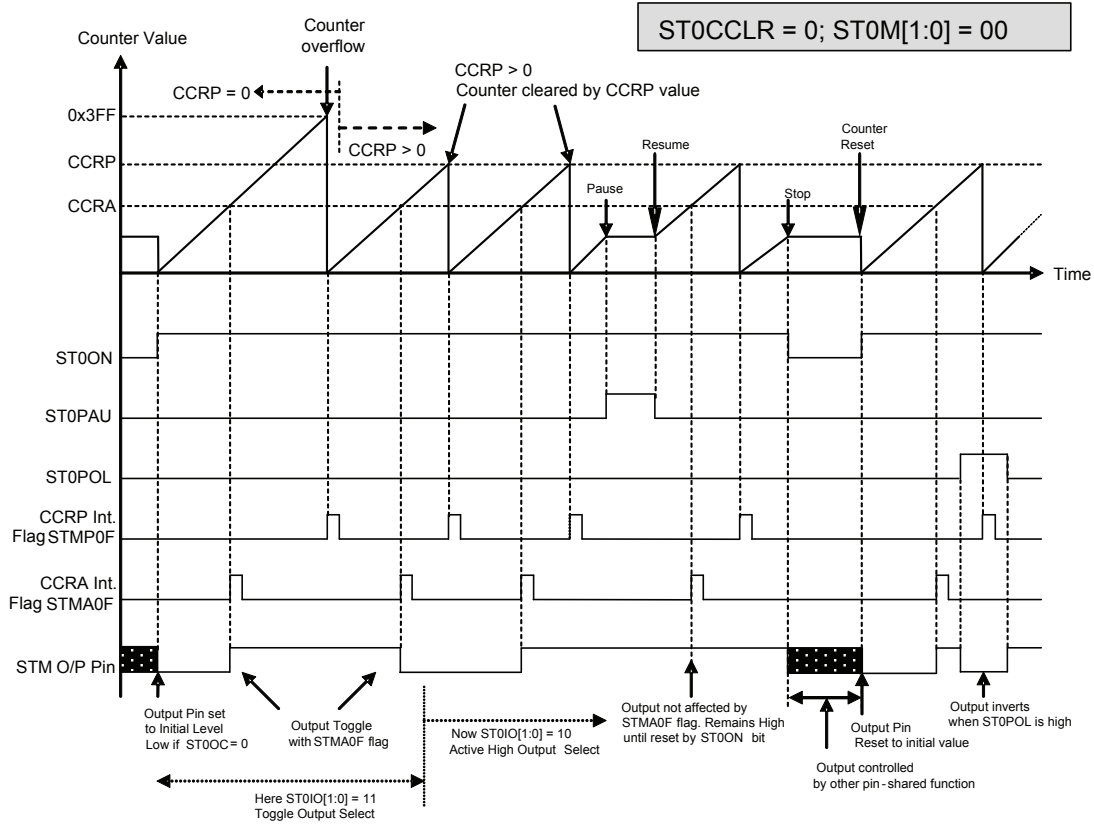 ST0CCLR = 0; ST0M[1:0] = 00
Counter Value
Counter
overflow
CCRP = 0
CCRP > 0
CCRP > 0
Counter cleared by CCRP value
0x3FF
CCRP
CCRA
Pause
Resume
Stop
Counter
Reset
Time
ST0ON
ST0PAU
ST0POL
CCRP Int.
Flag STMP0F
CCRA Int.
Flag STMA0F
STM O/P Pin
Output Pin set
to Initial Level
Low if ST0OC = 0
Output Toggle
with STMA0F flag
Now ST0IO[1:0] = 10
Active High Output Select
Output not affected by
STMA0F flag. Remains High
until reset by ST0ON bit
Output Pin
Reset to initial value
Output inverts
when ST0POL is high
Output controlled
by other pin-shared function
Here ST0IO[1:0] = 11
Toggle Output Select